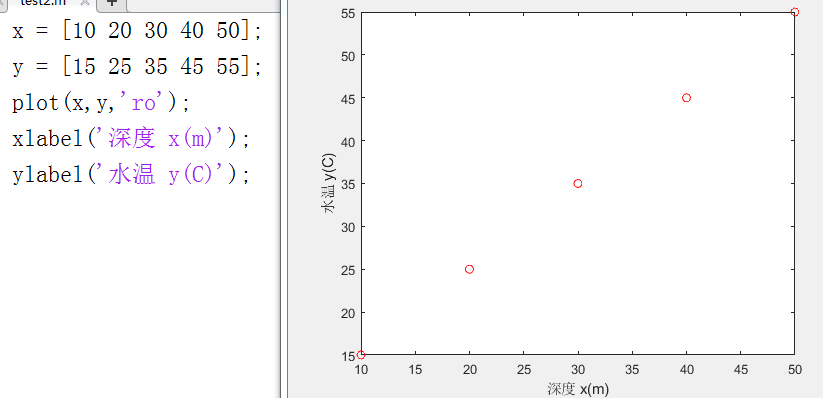 test2.m
x = [10 20 30 40 50];
y = [15 25 35 45 55];
plot(x,y,'ro');
xlabel('深度 x(m)');
ylabel('水温 y(C)');
55
50
45
40
35
30
25
20
15
水温 y(C)
10 15 20 25 30 35 40 45 50
深度 x(m)